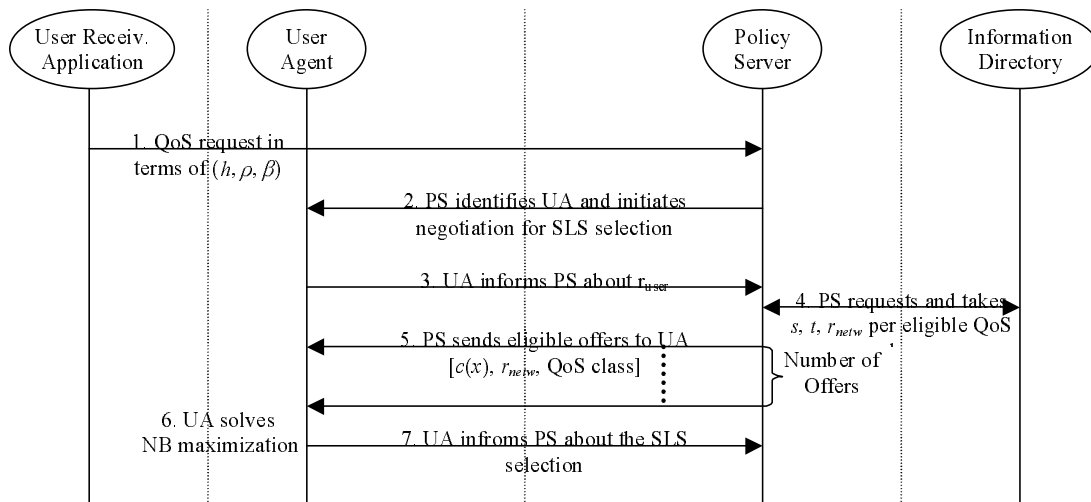 User Receiv.
Application
User
Agent
Policy
Server
Information
Directory
1. QoS request in
terms of (h, ρ, β)
2. PS identifies UA and initiates
negotiation for SLS selection
3. UA informs PS about r_user
4. PS requests and takes
s, t, r_netw per eligible QoS
5. PS sends eligible offers to UA
[c(x), r_netw, QoS class]
Number of
Offers
6. UA solves
NB maximization
7. UA infroms PS about the SLS
selection